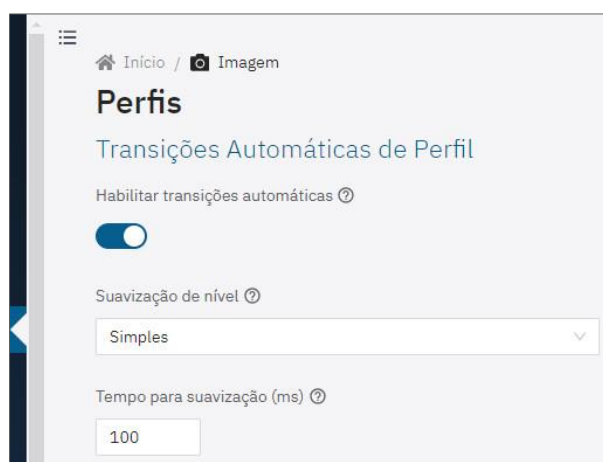 Início / Imagem
Perfis
Transições Automáticas de Perfil
Habilitar transições automáticas
Suavização de nível
Simples
Tempo para suavização (ms)
100